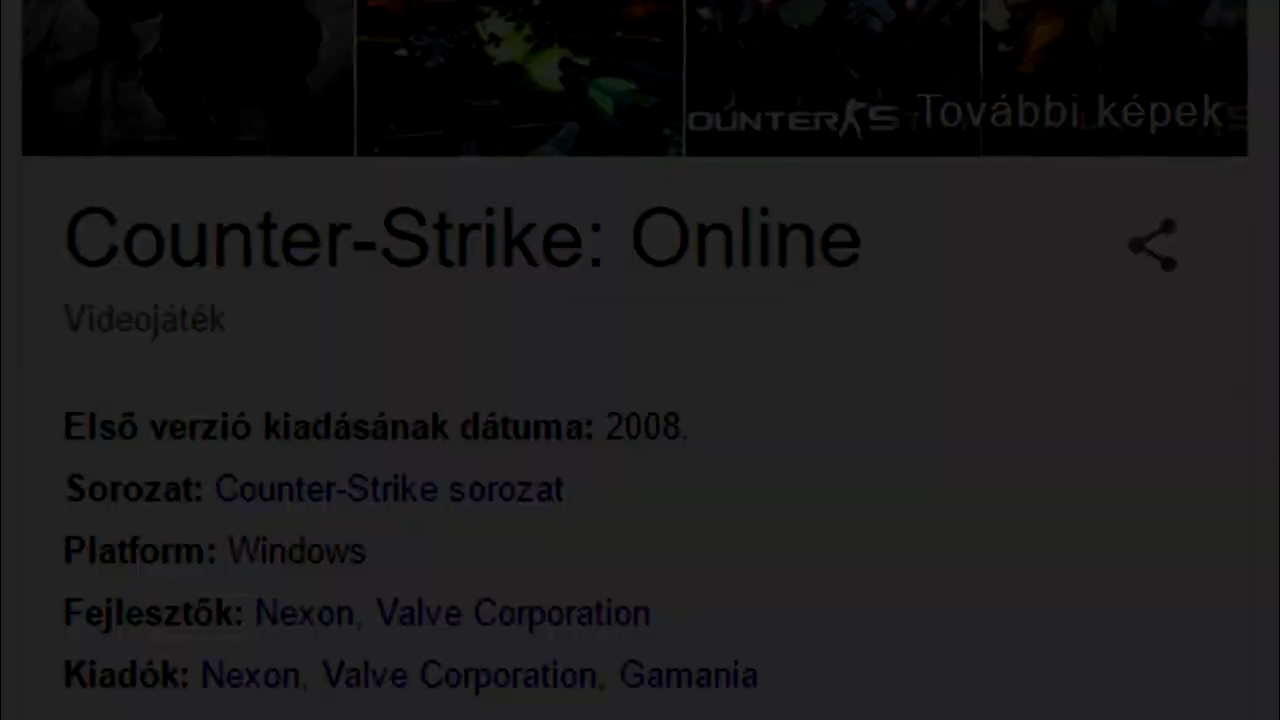 OUNTER S
További képek
Counter-Strike: Online
Videojáték
Első verzió kiadásának dátuma: 2008.
Sorozat: Counter-Strike sorozat
Platform: Windows
Fejlesztők: Nexon, Valve Corporation
Kiadók: Nexon, Valve Corporation, Gamania